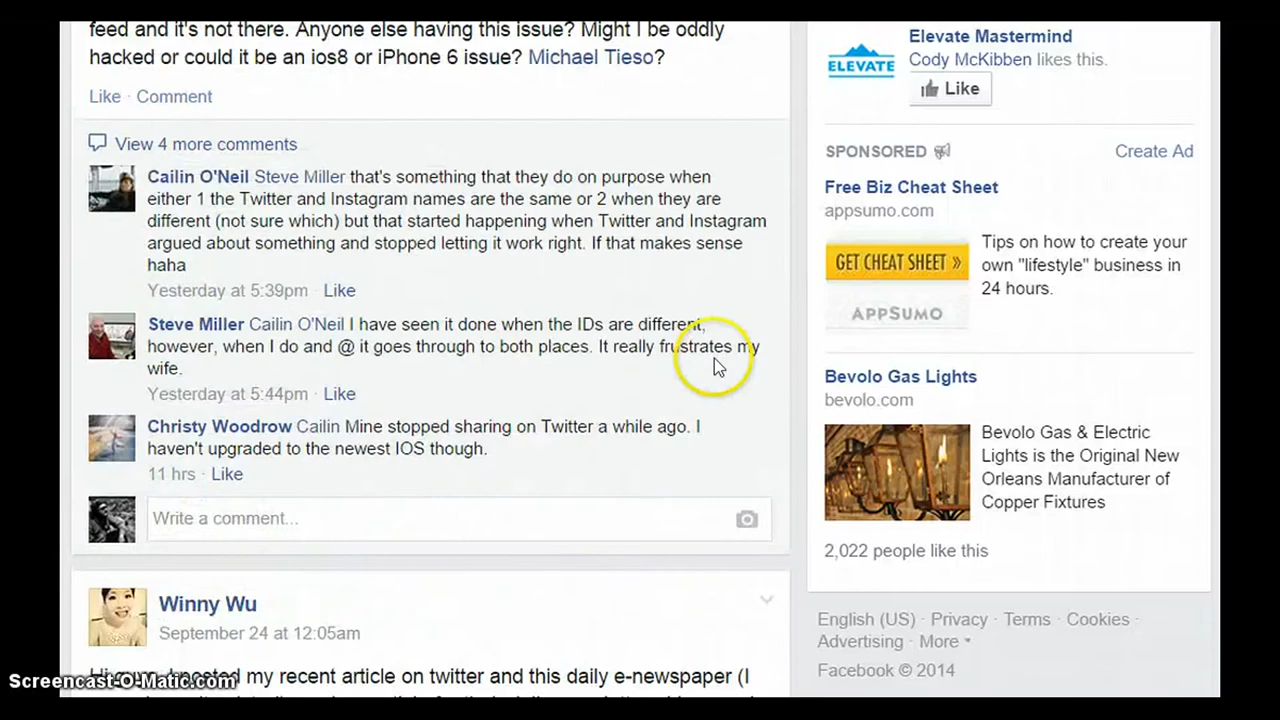 feed and it's not there. Anyone else having this issue? Might I be oddly
hacked or could it be an ios8 or iPhone 6 issue? Michael Tieso?
Like · Comment
View 4 more comments
Cailin O'Neil Steve Miller that's something that they do on purpose when
either 1 the Twitter and Instagram names are the same or 2 when they are
different (not sure which) but that started happening when Twitter and Instagram
argued about something and stopped letting it work right. If that makes sense
haha
Yesterday at 5:39pm · Like
Steve Miller Cailin O'Neil I have seen it done when the IDs are different,
however, when I do and @ it goes through to both places. It really frustrates my
wife.
Yesterday at 5:44pm · Like
Christy Woodrow Cailin Mine stopped sharing on Twitter a while ago. I
haven't upgraded to the newest IOS though.
11 hrs · Like
Write a comment...
Winny Wu
September 24 at 12:05am
my recent article on twitter and this daily e-newspaper (I
Elevate Mastermind
ELEVATE
Cody McKibben likes this.
Like
SPONSORED
Create Ad
Free Biz Cheat Sheet
appsumo.com
GET CHEAT SHEET »
APPSUMO
Tips on how to create your
own "lifestyle" business in
24 hours.
Bevolo Gas Lights
bevolo.com
Bevolo Gas & Electric
Lights is the Original New
Orleans Manufacturer of
Copper Fixtures
2,022 people like this
English (US) · Privacy · Terms · Cookies ·
Advertising · More
Facebook © 2014
Screencast-O-Matic.com